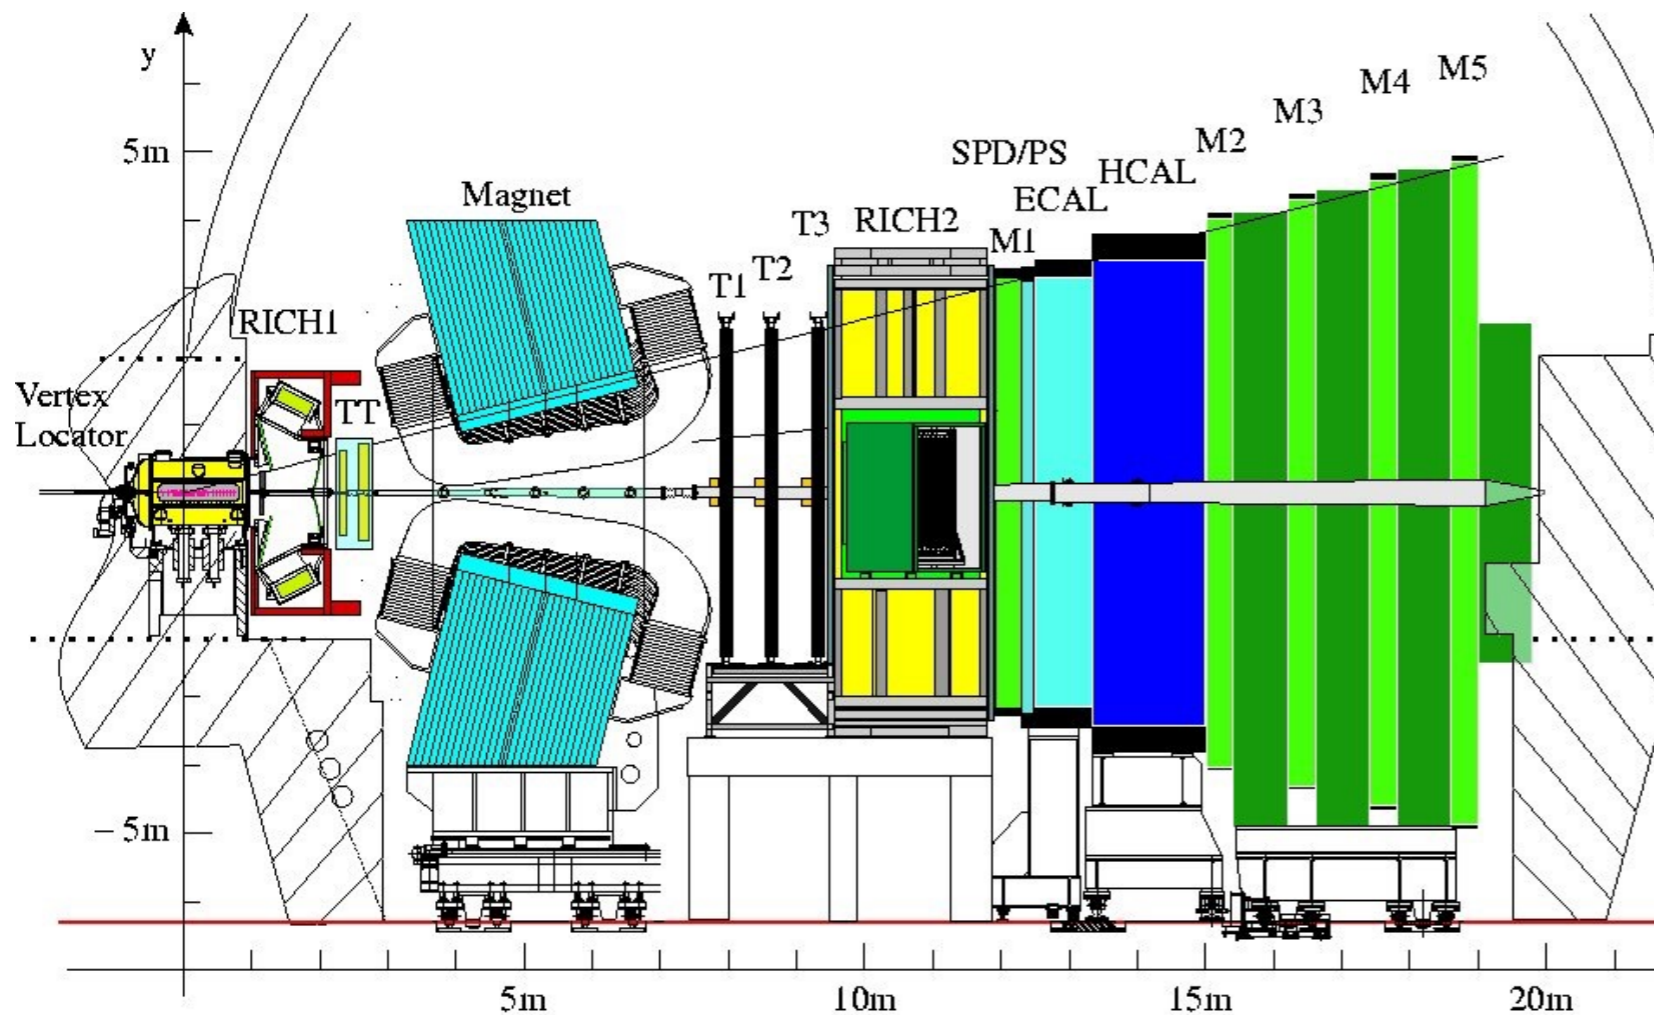 y
5m
M5
M4
M3
M2
SPD/PS
HCAL
ECAL
Magnet
T3
RICH2
M1
T2
T1
RICH1
Vertex
Locator
TT
– 5m
5m
10m
15m
20m